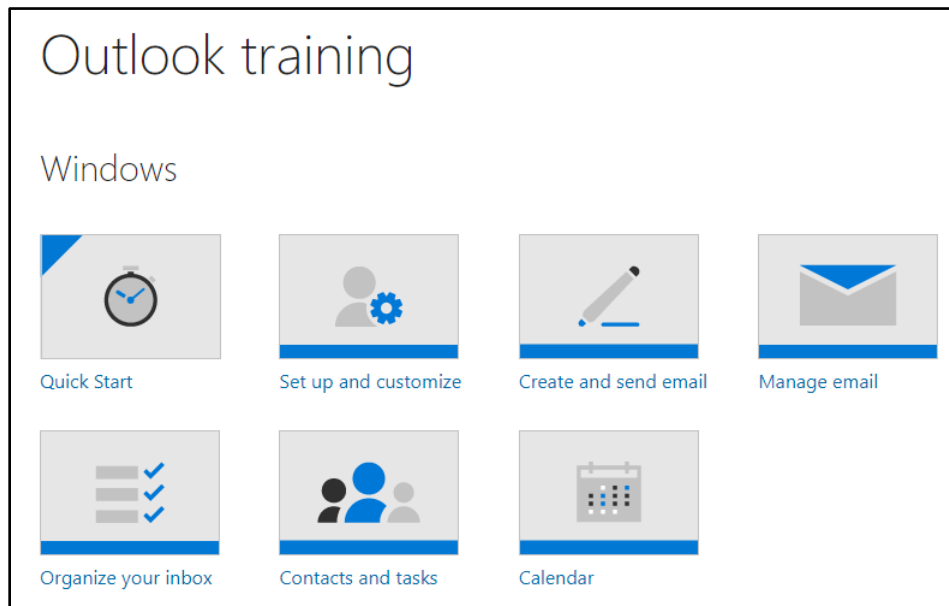 Outlook training
Windows
Quick Start
Set up and customize
Create and send email
Manage email
Organize your inbox
Contacts and tasks
Calendar